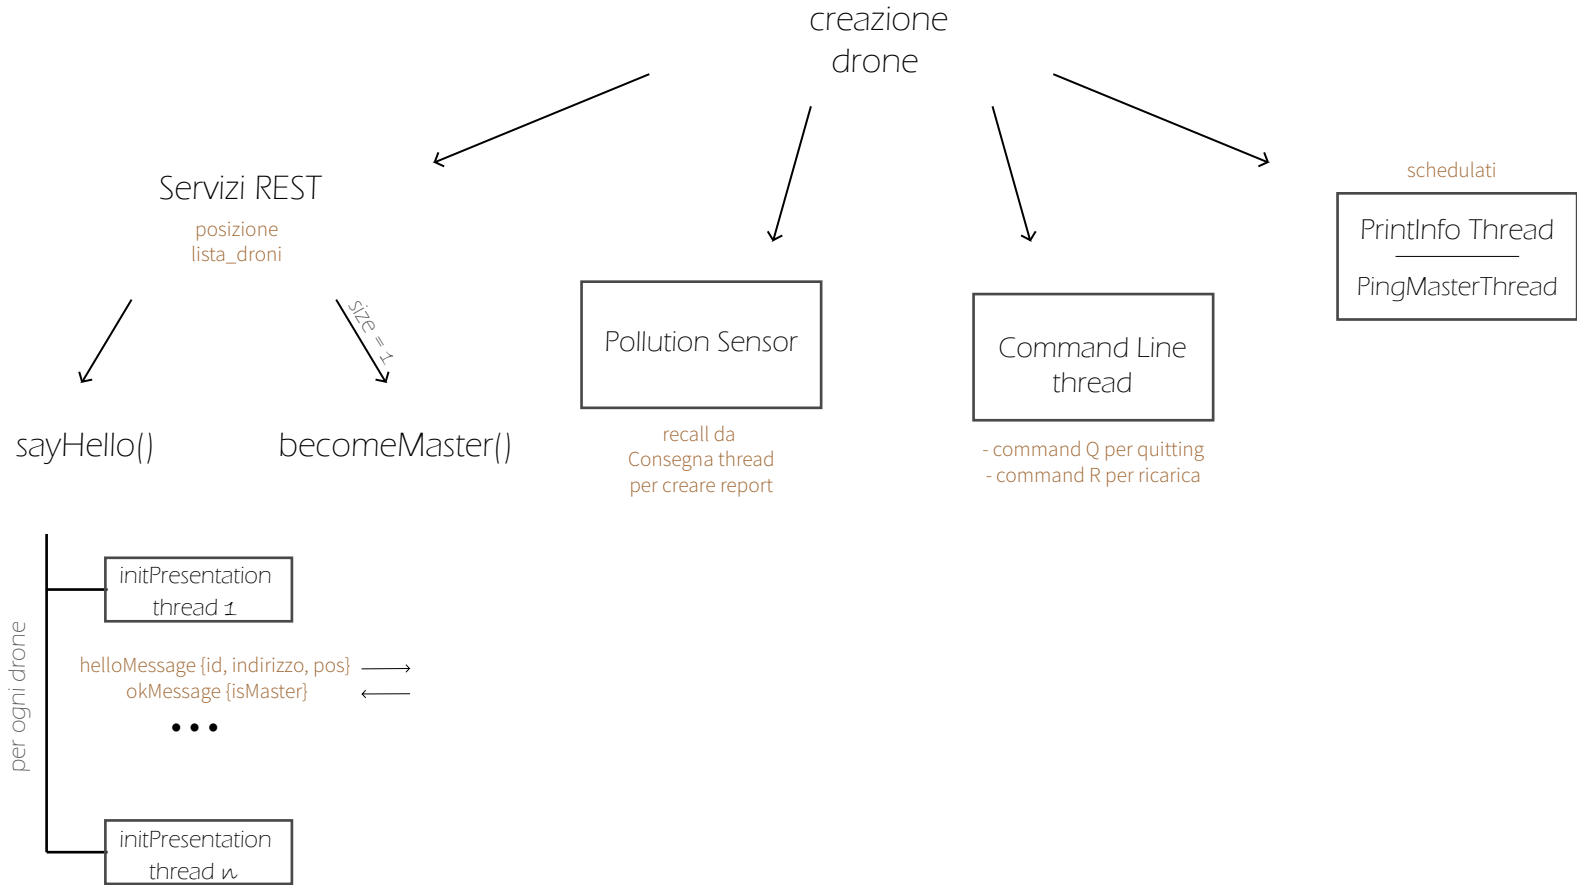 creazione
drone
Servizi REST
posizione
lista_droni
size = 1
sayHello()
becomeMaster()
Pollution Sensor
recall da
Consegna thread
per creare report
Command Line
thread
- command Q per quitting
- command R per ricarica
schedulati
PrintInfo Thread
PingMasterThread
per ogni drone
initPresentation
thread 1
helloMessage {id, indirizzo, pos}
okMessage {isMaster}
•••
initPresentation
thread n